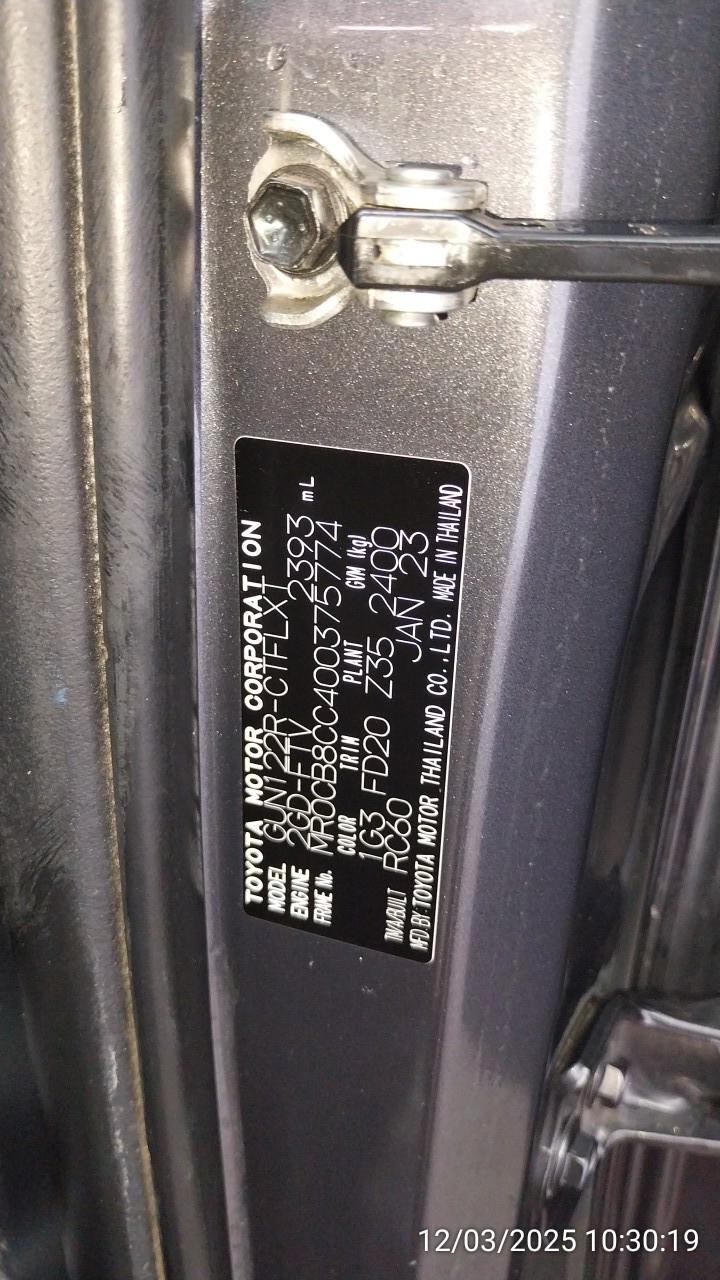 TOYOTA MOTOR CORPORATION
MODEL GUN122R-CTFLXT
ENGINE 2GD-FTV 2393 mL
FRAME No. MR0CB8CC400375774
COLOR TRIM PLANT GVM (kg)
1G3 FD20 Z35 2400
TMA/BUILT RC60 JAN 23
MFD.BY:TOYOTA MOTOR THAILAND CO.,LTD. MADE IN THAILAND
12/03/2025 10:30:19